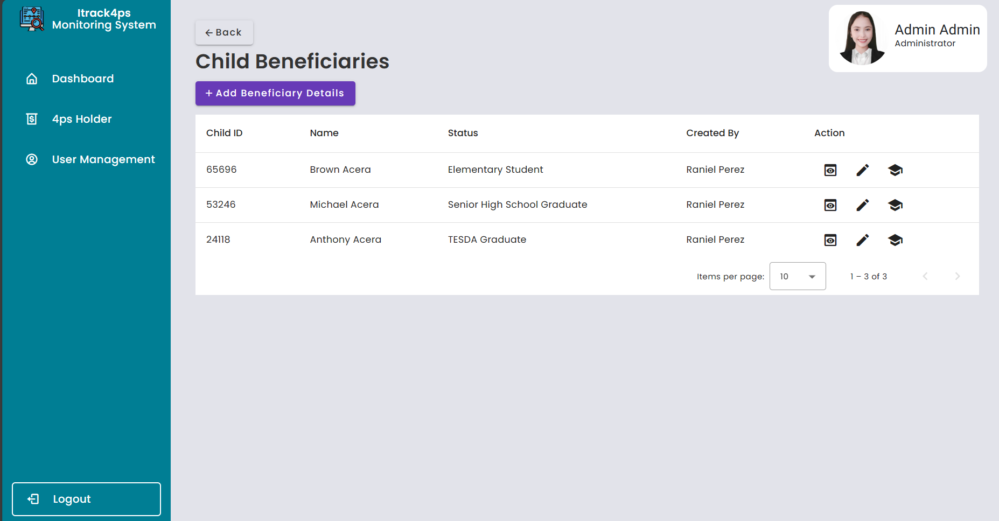 Itrack4ps
Monitoring System
Dashboard
4ps Holder
User Management
Logout
Back
Child Beneficiaries
+ Add Beneficiary Details
Admin Admin
Administrator
Child ID Name Status Created By Action
65696 Brown Acera Elementary Student Raniel Perez
53246 Michael Acera Senior High School Graduate Raniel Perez
24118 Anthony Acera TESDA Graduate Raniel Perez
Items per page: 10 1 – 3 of 3